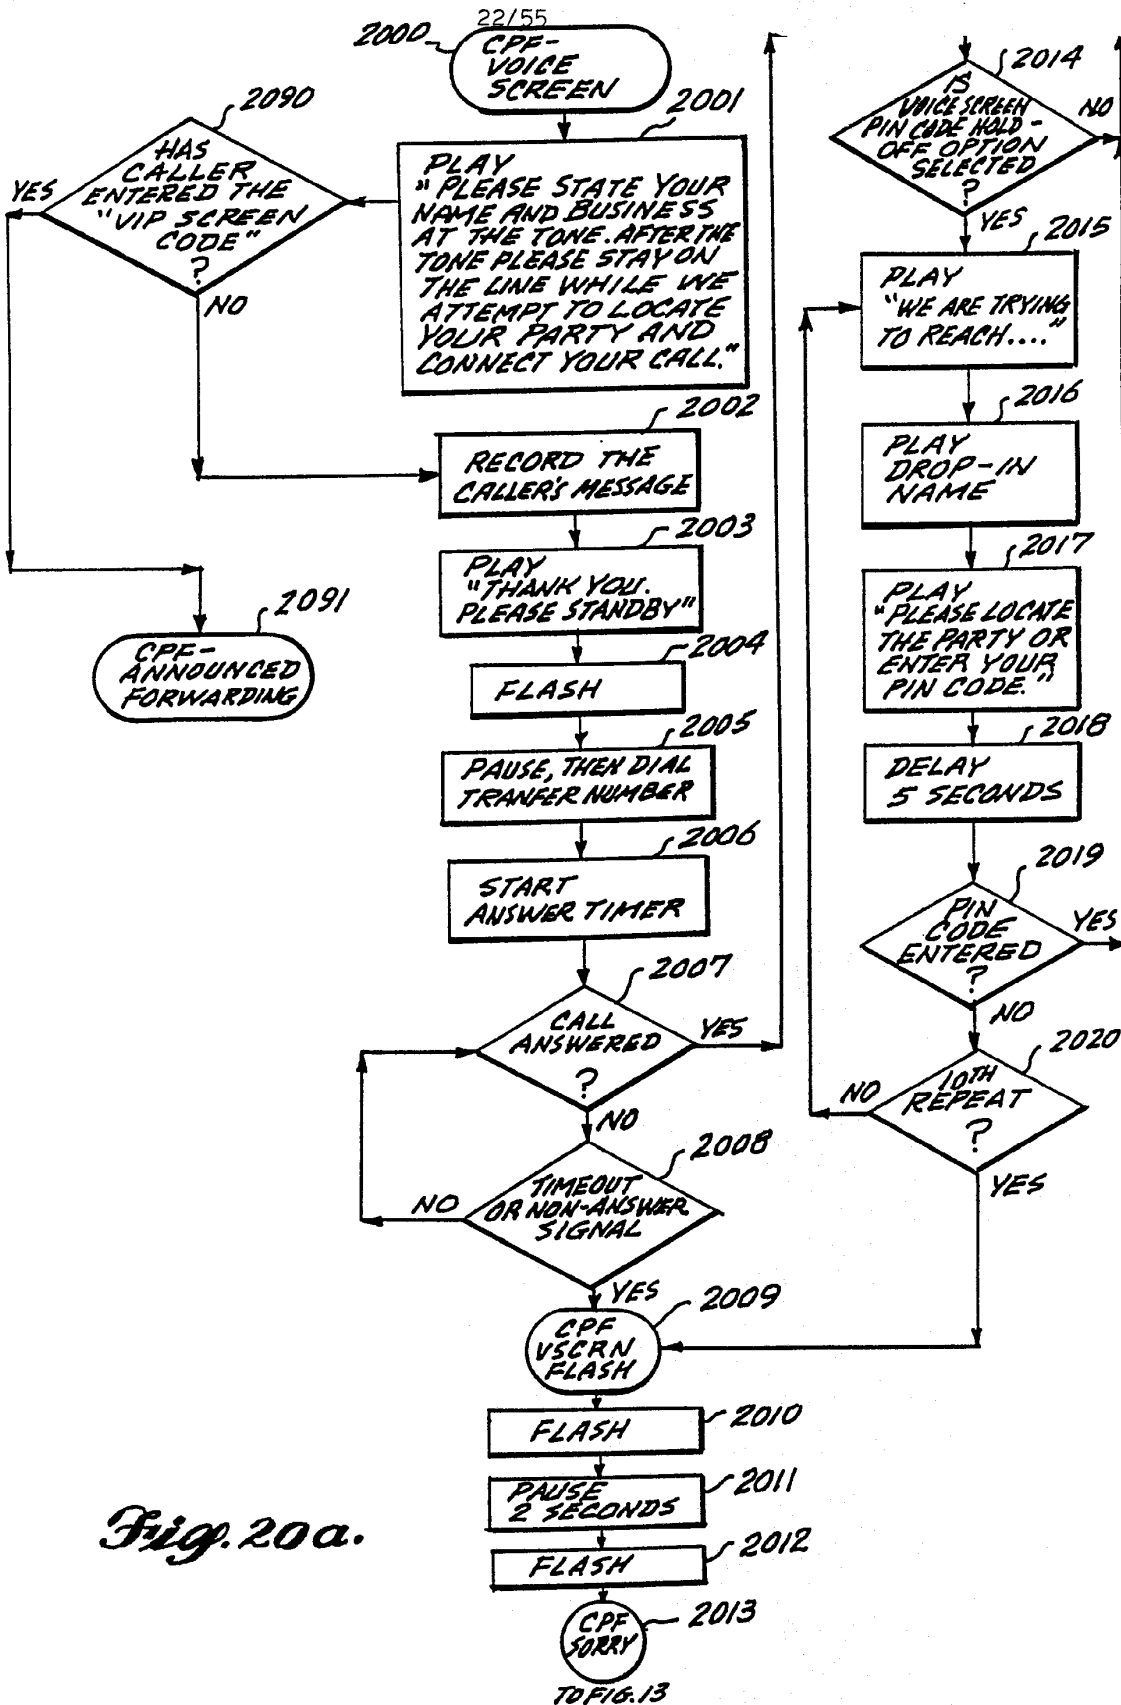 22/55
2000
CPF-
VOICE
SCREEN
2090
HAS
CALLER
ENTERED THE
"VIP SCREEN
CODE"
?
YES
NO
2001
PLAY
"PLEASE STATE YOUR
NAME AND BUSINESS
AT THE TONE. AFTER THE
TONE PLEASE STAY ON
THE LINE WHILE WE
ATTEMPT TO LOCATE
YOUR PARTY AND
CONNECT YOUR CALL."
2002
RECORD THE
CALLER'S MESSAGE
2003
PLAY
"THANK YOU.
PLEASE STANDBY"
2091
CPF-
ANNOUNCED
FORWARDING
2004
FLASH
2005
PAUSE, THEN DIAL
TRANFER NUMBER
2006
START
ANSWER TIMER
2007
CALL
ANSWERED
?
YES
NO
2008
TIMEOUT
OR NON-ANSWER
SIGNAL
NO
YES
2009
CPF
VSCRN
FLASH
2010
FLASH
2011
PAUSE
2 SECONDS
2012
FLASH
2013
CPF
SORRY
TO FIG. 13
2014
IS
VOICE SCREEN
PIN CODE HOLD-
OFF OPTION
SELECTED
?
NO
YES
2015
PLAY
"WE ARE TRYING
TO REACH...."
2016
PLAY
DROP-IN
NAME
2017
PLAY
"PLEASE LOCATE
THE PARTY OR
ENTER YOUR
PIN CODE."
2018
DELAY
5 SECONDS
2019
PIN
CODE
ENTERED
?
YES
NO
2020
10TH
REPEAT
?
NO
YES
Fig. 20a.